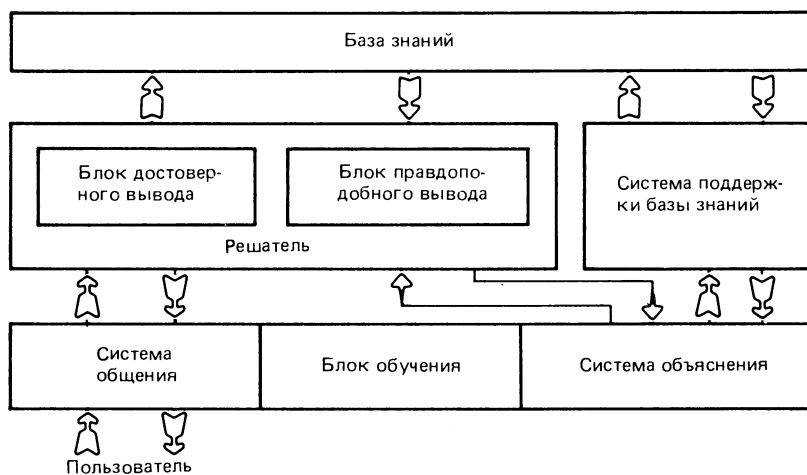 База знаний
Блок достовер-
ного вывода
Блок правдопо-
добного вывода
Решатель
Система поддерж-
ки базы знаний
Система
общения
Блок обучения
Система объяснения
Пользователь